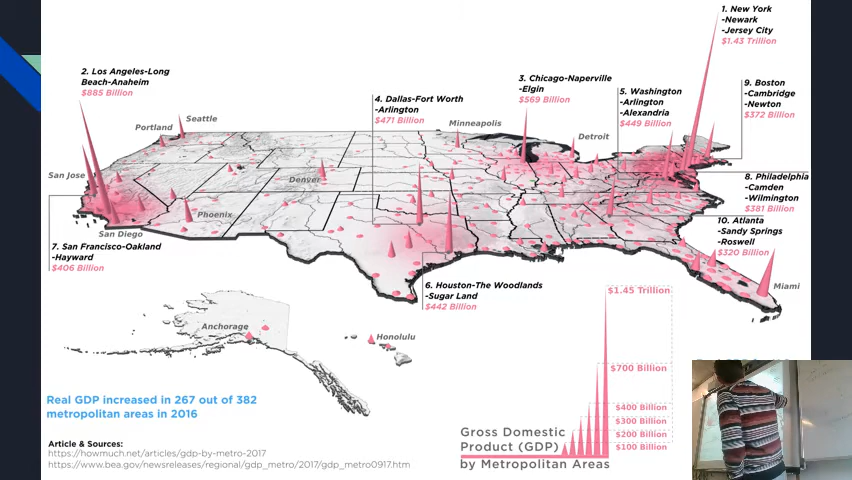 1. New York
-Newark
-Jersey City
$1.43 Trillion
2. Los Angeles-Long
Beach-Anaheim
$885 Billion
3. Chicago-Naperville
-Elgin
$569 Billion
4. Dallas-Fort Worth
-Arlington
$471 Billion
5. Washington
-Arlington
-Alexandria
$449 Billion
9. Boston
-Cambridge
-Newton
$372 Billion
Seattle
Portland
Minneapolis
Detroit
San Jose
Denver
8. Philadelphia
-Camden
-Wilmington
$381 Billion
Phoenix
San Diego
10. Atlanta
-Sandy Springs
-Roswell
$320 Billion
7. San Francisco-Oakland
-Hayward
$406 Billion
6. Houston-The Woodlands
-Sugar Land
$442 Billion
Miami
Anchorage
Honolulu
$1.45 Trillion
$700 Billion
$400 Billion
$300 Billion
$200 Billion
$100 Billion
Gross Domestic
Product (GDP)
by Metropolitan Areas
Real GDP increased in 267 out of 382
metropolitan areas in 2016
Article & Sources:
https://howmuch.net/articles/gdp-by-metro-2017
https://www.bea.gov/newsreleases/regional/gdp_metro/2017/gdp_metro0917.htm